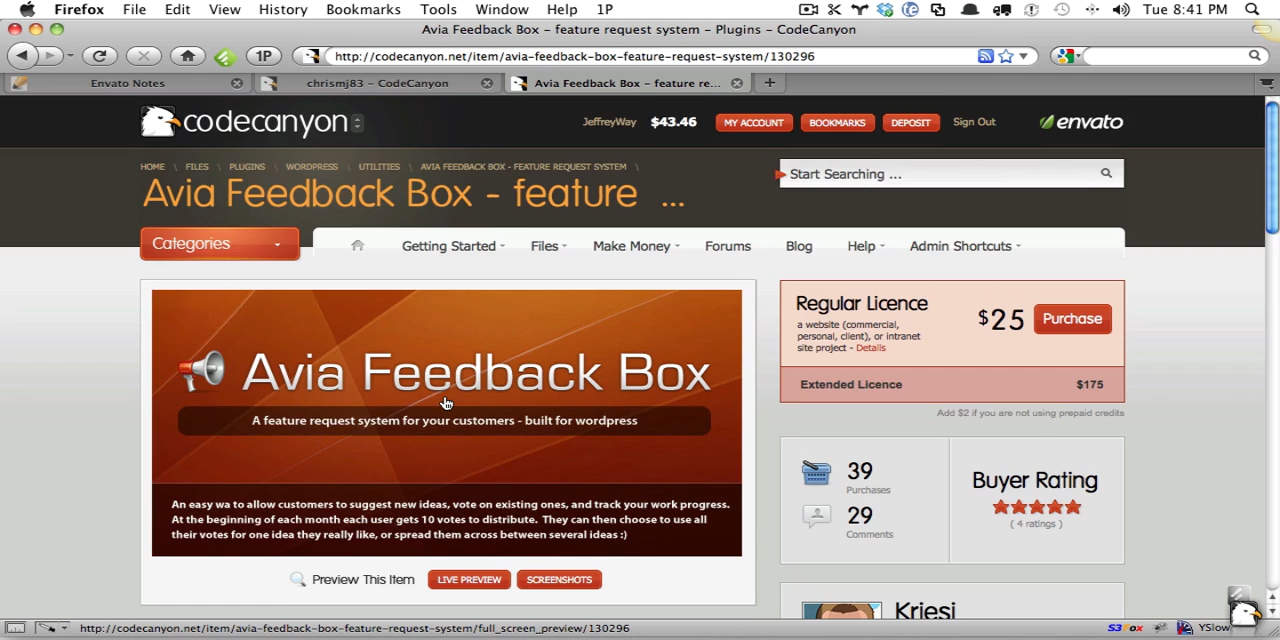 Firefox File Edit View History Bookmarks Tools Window Help 1P Tue 8:41 PM
Avia Feedback Box - feature request system - Plugins - CodeCanyon
1P http://codecanyon.net/item/avia-feedback-box-feature-request-system/130296
Envato Notes chrismj83 - CodeCanyon Avia Feedback Box - feature re...
codecanyon JeffreyWay $43.46 MY ACCOUNT BOOKMARKS DEPOSIT Sign Out envato
HOME \ FILES \ PLUGINS \ WORDPRESS \ UTILITIES \ AVIA FEEDBACK BOX - FEATURE REQUEST SYSTEM \
Start Searching ...
Avia Feedback Box - feature ...
Categories Getting Started Files Make Money Forums Blog Help Admin Shortcuts
Avia Feedback Box
A feature request system for your customers - built for wordpress
An easy wa to allow customers to suggest new ideas, vote on existing ones, and track your work progress.
At the beginning of each month each user gets 10 votes to distribute. They can then choose to use all
their votes for one idea they really like, or spread them across between several ideas :)
Preview This Item LIVE PREVIEW SCREENSHOTS
Regular Licence $25 Purchase
a website (commercial,
personal, client), or intranet
site project - Details
Extended Licence $175
Add $2 if you are not using prepaid credits
39
Purchases
29
Comments
Buyer Rating
( 4 ratings )
Kriesi
http://codecanyon.net/item/avia-feedback-box-feature-request-system/full_screen_preview/130296 S3Fox YSlow